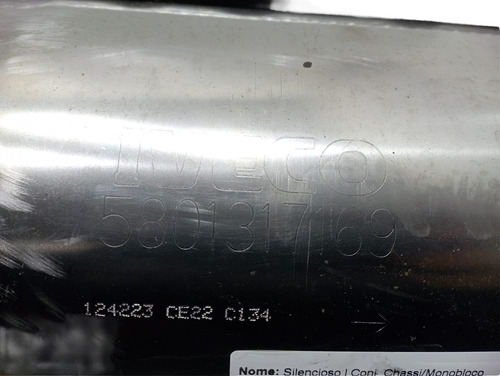 IVECO
5801317169
124223 CE22 C134
Nome: Silencioso | Conj. Chassi/Monobloco